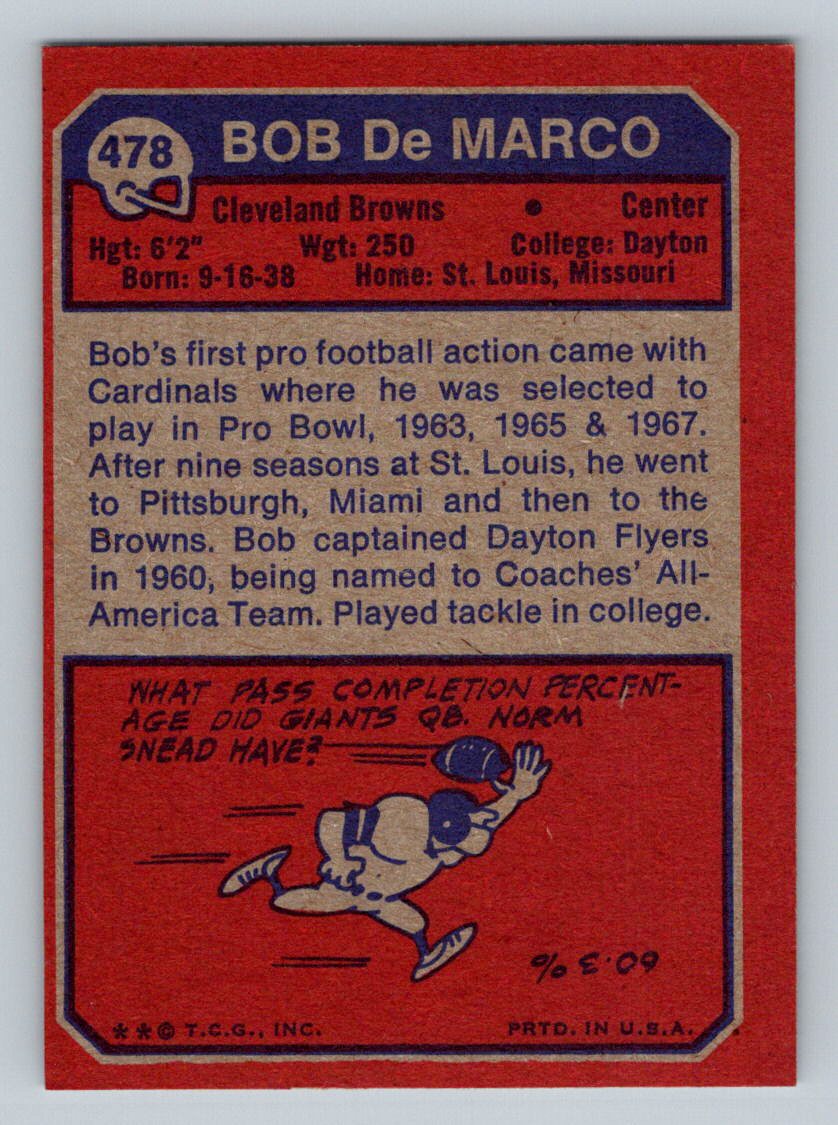 478
BOB De MARCO
Cleveland Browns • Center
Hgt: 6'2" Wgt: 250 College: Dayton
Born: 9-16-38 Home: St. Louis, Missouri
Bob's first pro football action came with
Cardinals where he was selected to
play in Pro Bowl, 1963, 1965 & 1967.
After nine seasons at St. Louis, he went
to Pittsburgh, Miami and then to the
Browns. Bob captained Dayton Flyers
in 1960, being named to Coaches' All-
America Team. Played tackle in college.
WHAT PASS COMPLETION PERCENT-
AGE DID GIANTS QB. NORM
SNEAD HAVE?
60.3 %
**© T.C.G., INC. PRTD. IN U.S.A.